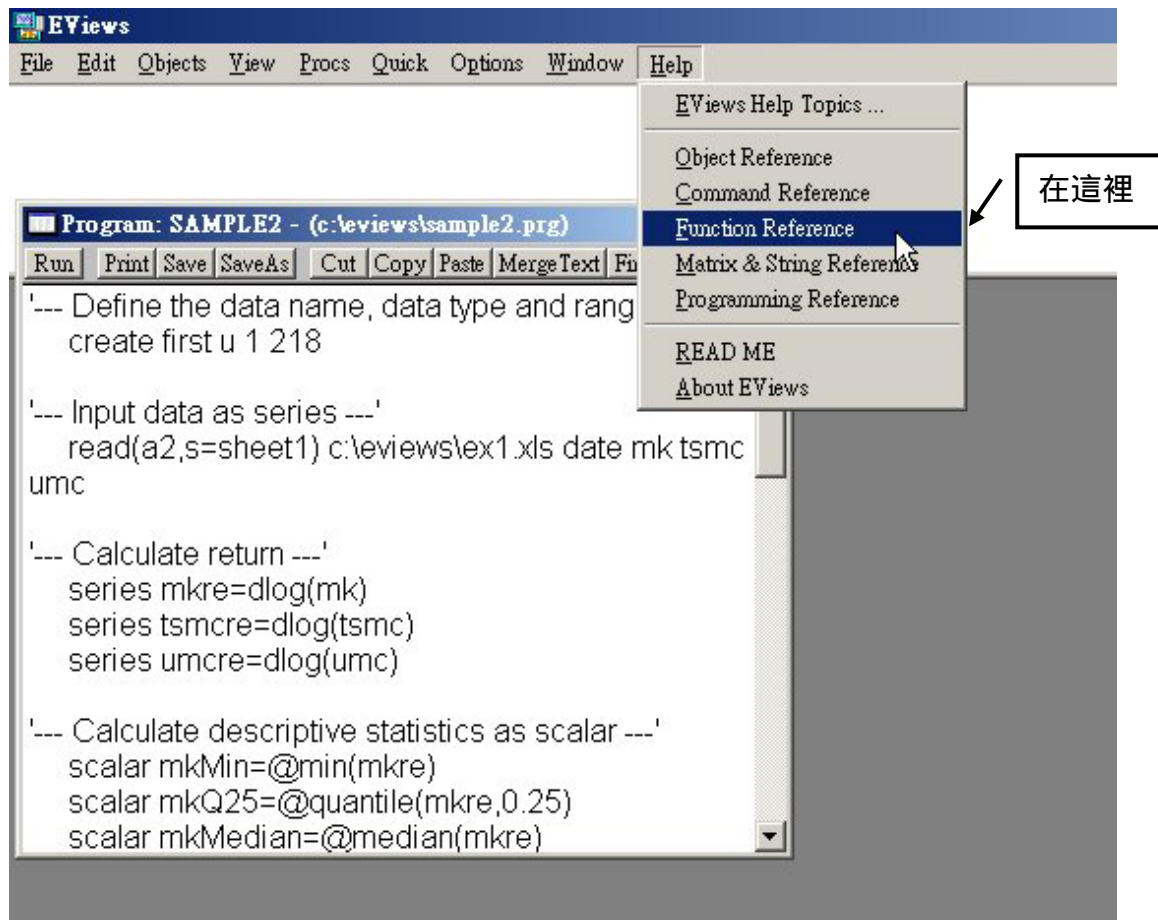 EViews
File Edit Objects View Procs Quick Options Window Help
EViews Help Topics ...
Object Reference
Command Reference
Function Reference
Matrix & String Reference
Programming Reference
READ ME
About EViews
在這裡
Program: SAMPLE2 - (c:\eviews\sample2.prg)
Run Print Save SaveAs Cut Copy Paste MergeText
'--- Define the data name, data type and
create first u 1 218
'--- Input data as series ---'
read(a2,s=sheet1) c:\eviews\ex1.xls date mk tsmc
umc
'--- Calculate return ---'
series mkre=dlog(mk)
series tsmcre=dlog(tsmc)
series umcre=dlog(umc)
'--- Calculate descriptive statistics as scalar ---'
scalar mkMin=@min(mkre)
scalar mkQ25=@quantile(mkre,0.25)
scalar mkMedian=@median(mkre)